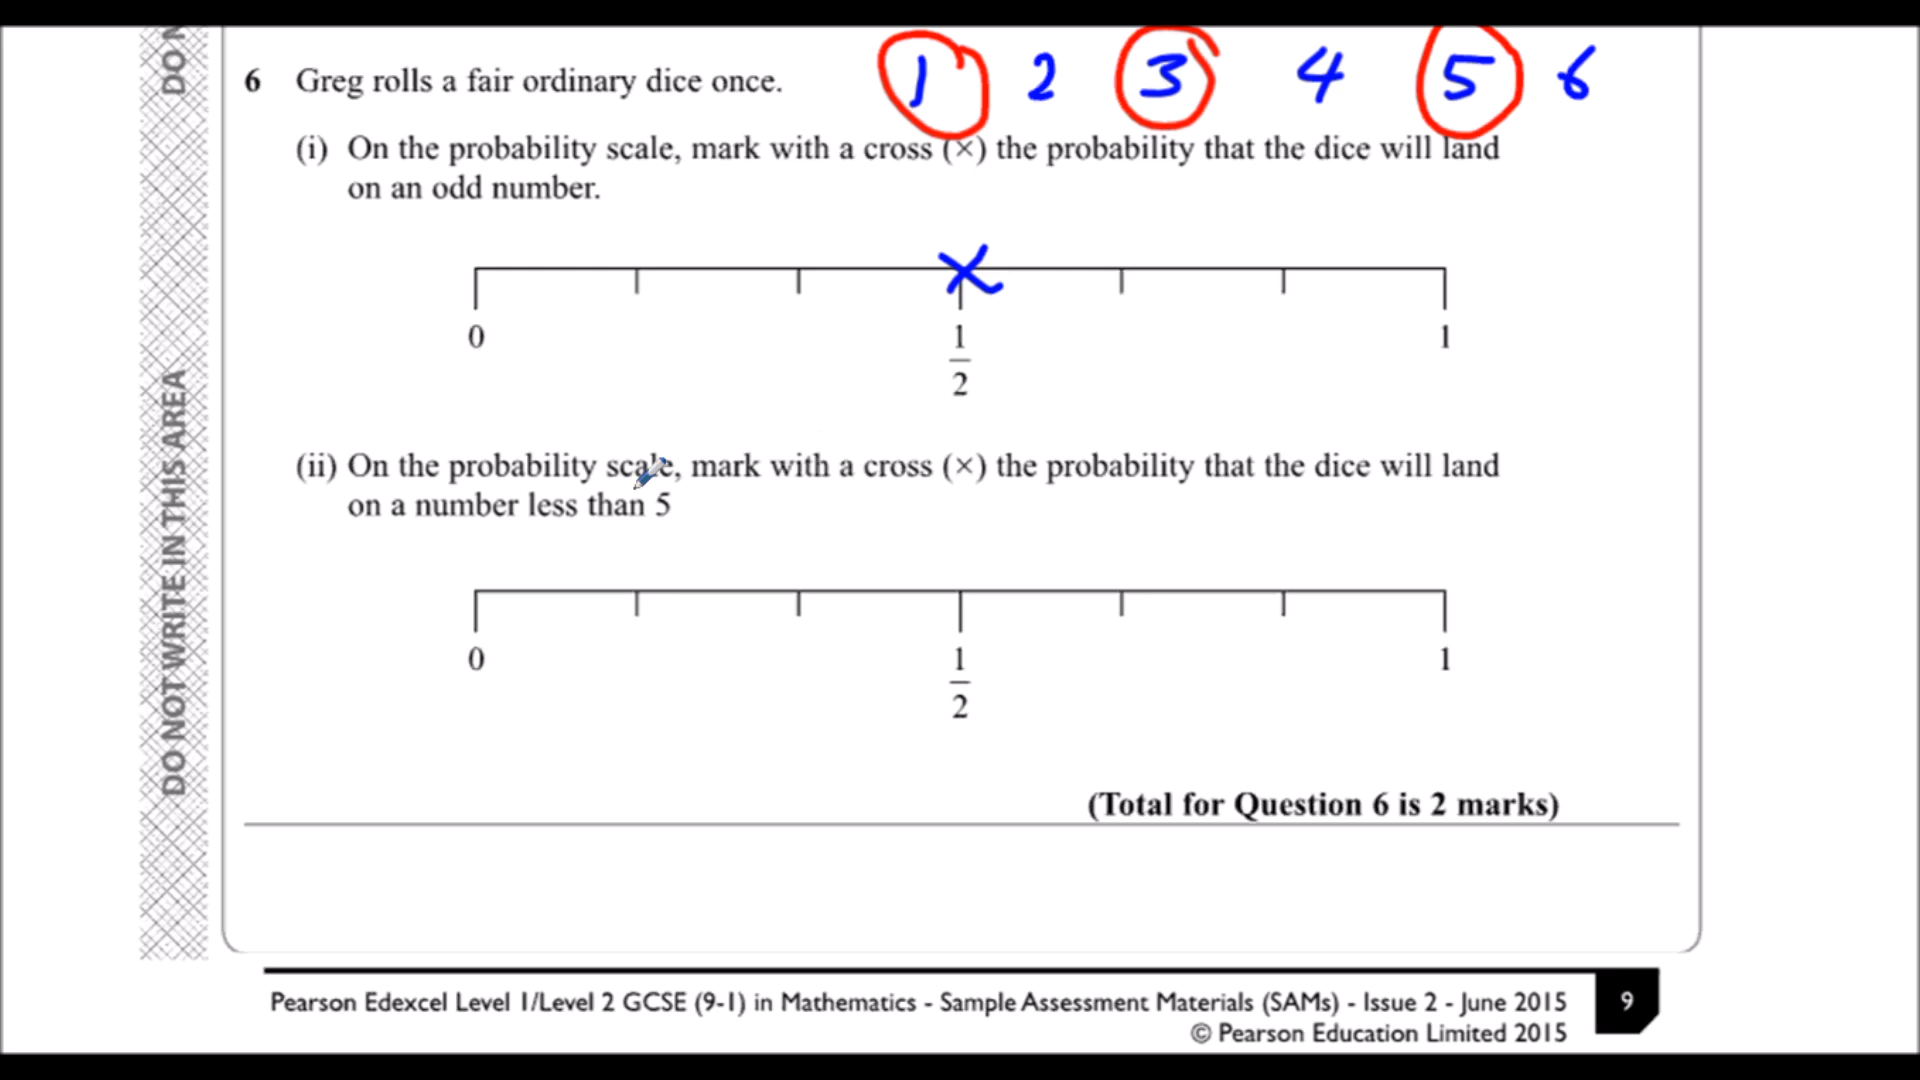 DO N
1 2 3 4 5 6
6 Greg rolls a fair ordinary dice once.
(i) On the probability scale, mark with a cross (×) the probability that the dice will land
on an odd number.
×
0 1/2 1
(ii) On the probability scale, mark with a cross (×) the probability that the dice will land
on a number less than 5
0 1/2 1
(Total for Question 6 is 2 marks)
DO NOT WRITE IN THIS AREA
Pearson Edexcel Level 1/Level 2 GCSE (9-1) in Mathematics - Sample Assessment Materials (SAMs) - Issue 2 - June 2015
© Pearson Education Limited 2015
9